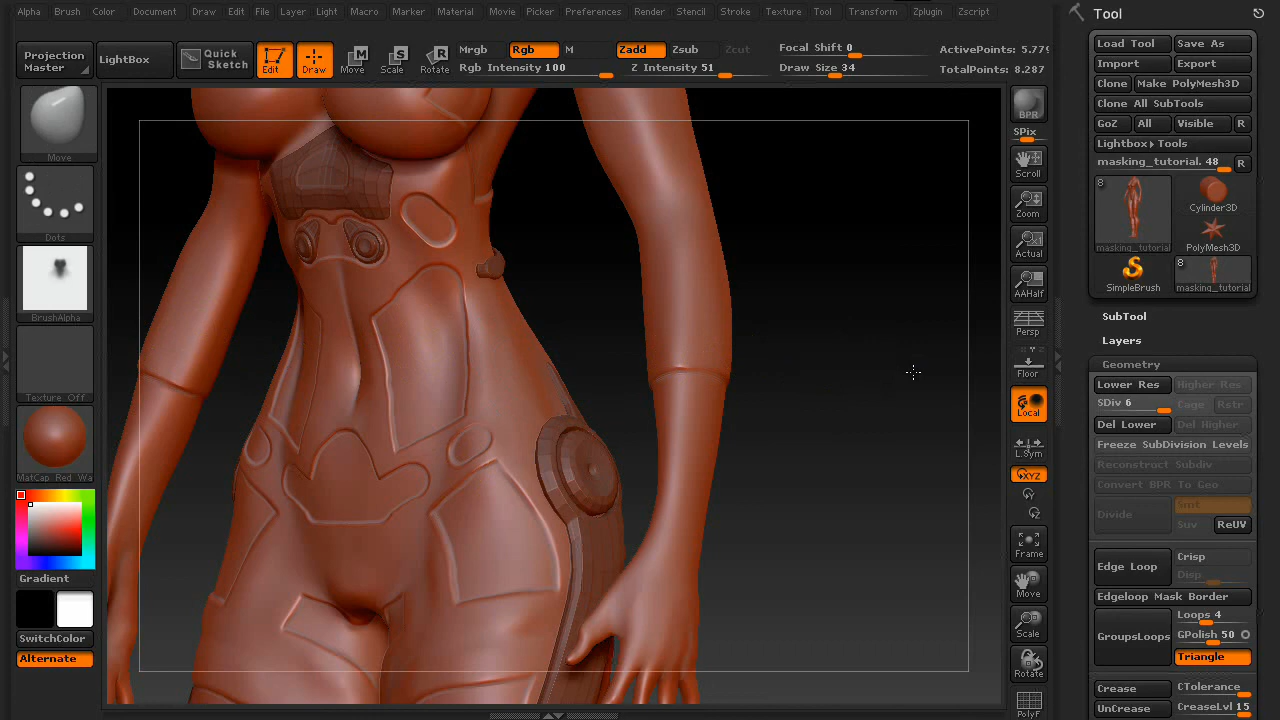 Alpha Brush Color Document Draw Edit File Layer Light Macro Marker Material Movie Picker Preferences Render Stencil Stroke Texture Tool Transform Zplugin Zscript
Projection Master
LightBox
Quick Sketch
Edit
Draw
Move
Scale
Rotate
Mrgb Rgb M
Rgb Intensity 100
Zadd Zsub Zcut
Z Intensity 51
Focal Shift 0
Draw Size 34
ActivePoints: 5.779
TotalPoints: 8.287
Move
Dots
BrushAlpha
Texture Off
MatCap Red Wa
Gradient
SwitchColor
Alternate
BPR
SPix
Scroll
Zoom
Actual
AAHalf
Persp
Floor
Local
L.Sym
XYZ
Frame
Move
Scale
Rotate
PolyF
Tool
Load Tool Save As
Import Export
Clone Make PolyMesh3D
Clone All SubTools
GoZ All Visible R
Lightbox▸Tools
masking_tutorial. 48 R
8
masking_tutorial
Cylinder3D
PolyMesh3D
SimpleBrush
8
masking_tutorial
SubTool
Layers
Geometry
Lower Res Higher Res
SDiv 6 Cage Rstr
Del Lower Del Higher
Freeze SubDivision Levels
Reconstruct Subdiv
Convert BPR To Geo
Divide
Smt
Suv ReUV
Edge Loop
Crisp
Disp
Edgeloop Mask Border
GroupsLoops
Loops 4
GPolish 50
Triangle
Crease CTolerance
UnCrease CreaseLvl 15